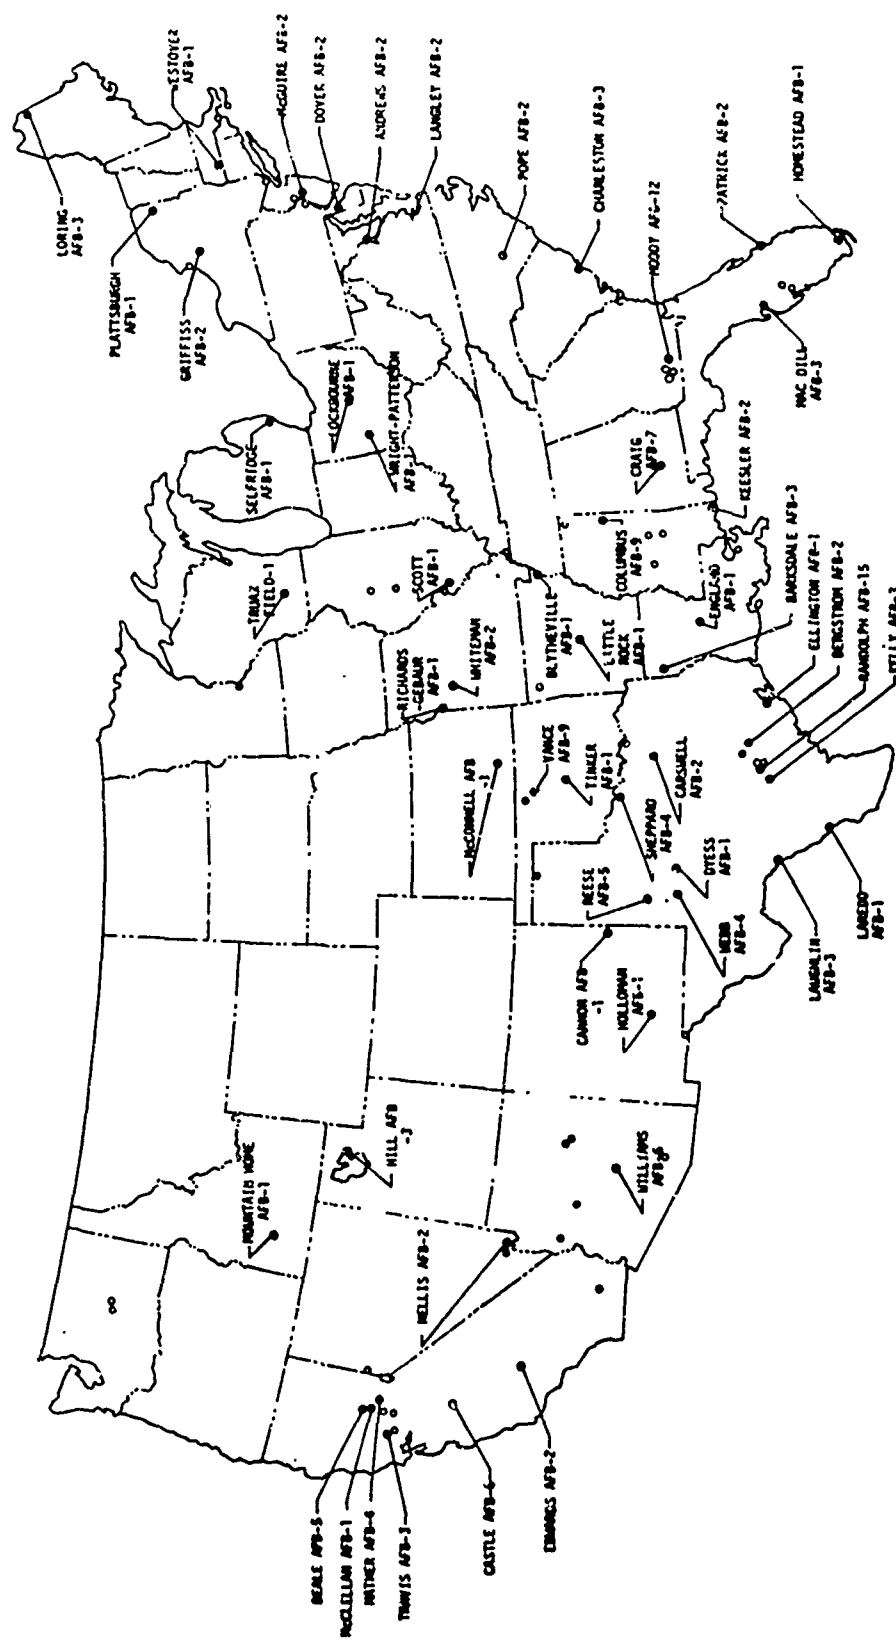 LORING
AFB-3
PLATTSBURGH
AFB-1
GRIFFISS
AFB-2
AFB-1
McGUIRE AFB-2
DOVER AFB-2
ANDREWS AFB-2
LANGLEY AFB-2
POPE AFB-2
CHARLESTON AFB-3
MOODY AFB-12
PATRICK AFB-2
HOMESTEAD AFB-1
MAC DILL
AFB-3
SELFRIDGE
AFB-1
LOCKBOURNE
AFB-1
WRIGHT-PATTERSON
CRAIG
AFB-7
KEESLER AFB-2
COLUMBUS
AFB-9
ENGLAND
AFB-1
BARKSDALE AFB-3
ELLINGTON AFB-1
BERGSTROM AFB-2
RANDOLPH AFB-15
TRUAX
FIELD-1
SCOTT
AFB-1
RICHARDS
GEBAUR
AFB-1
WHITEMAN
AFB-2
BLYTHEVILLE
AFB-1
LITTLE
ROCK
AFB-1
McCONNELL AFB
-1
VANCE
AFB-9
TINKER
AFB-1
CARSWELL
AFB-2
SHEPPARD
AFB-4
DYESS
AFB-1
REESE
AFB-5
WEBB
AFB-4
LAUGHLIN
AFB-3
LAREDO
AFB-1
CANNON AFB
-1
HOLLOMAN
AFB-1
HILL AFB
-3
MOUNTAIN HOME
AFB-1
WILLIAMS
AFB-6
NELLIS AFB-2
BEALE AFB-5
McCLELLAN AFB-1
MATHER AFB-4
TRAVIS AFB-3
CASTLE AFB-6
EDWARDS AFB-2